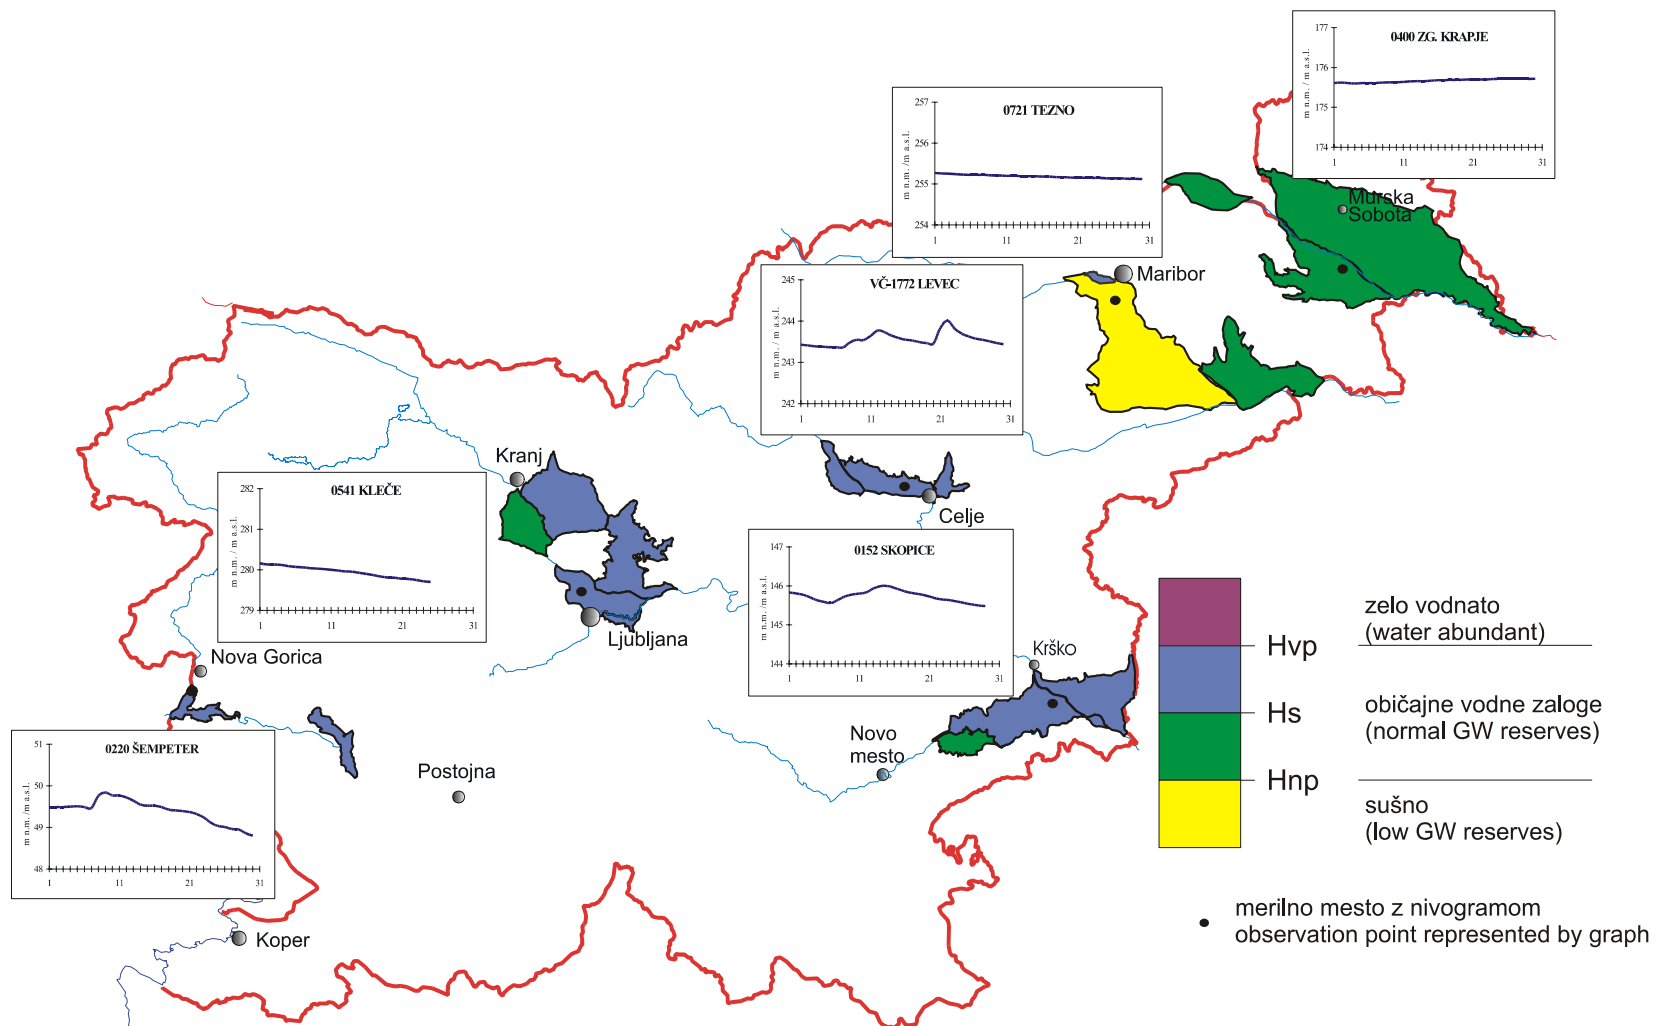 0400 ZG. KRAPJE
m n.m. / m a.s.l.
177
176
175
174
1
11
21
31
0721 TEZNO
m n.m. /m a.s.l.
257
256
255
254
1
11
21
31
Murska
Sobota
Maribor
VČ-1772 LEVEC
m n.m. / m a.s.l.
245
244
243
242
1
11
21
31
Kranj
0541 KLEČE
m n.m. / m a.s.l.
282
281
280
279
1
11
21
31
Celje
0152 SKOPICE
m n.m. /m a.s.l.
147
146
145
144
1
11
21
31
Ljubljana
Nova Gorica
Krško
Novo
mesto
Postojna
0220 ŠEMPETER
m n.m. /m a.s.l.
51
50
49
48
1
11
21
31
Koper
zelo vodnato
(water abundant)
Hvp
Hs
običajne vodne zaloge
(normal GW reserves)
Hnp
sušno
(low GW reserves)
merilno mesto z nivogramom
observation point represented by graph